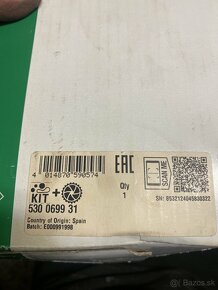 4 014870 590574
EAC
SCAN ME
KIT +
Qty
1
530 0699 31
SN: 8532124045830322
Country of Origin: Spain
Batch: E000991998
bazos.sk